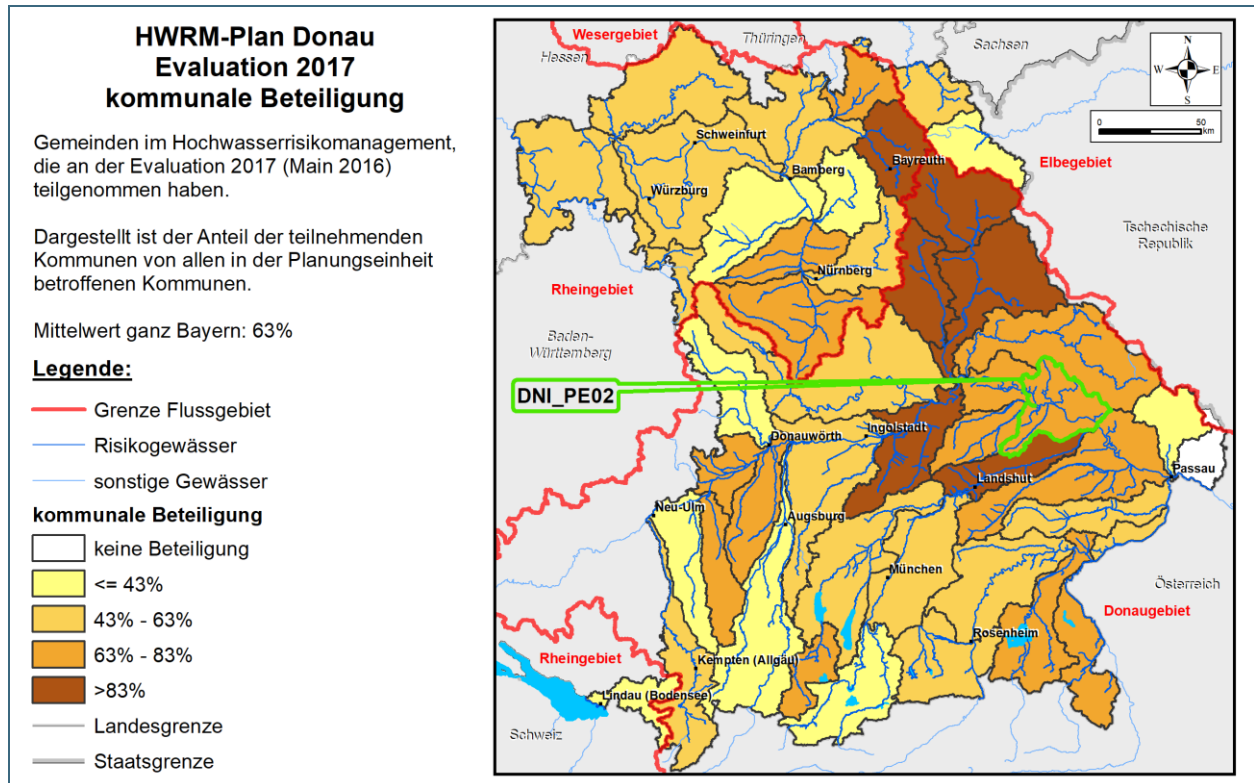 HWRM-Plan Donau
Evaluation 2017
kommunale Beteiligung
Gemeinden im Hochwasserrisikomanagement,
die an der Evaluation 2017 (Main 2016)
teilgenommen haben.
Dargestellt ist der Anteil der teilnehmenden
Kommunen von allen in der Planungseinheit
betroffenen Kommunen.
Mittelwert ganz Bayern: 63%
Legende:
Grenze Flussgebiet
Risikogewässer
sonstige Gewässer
kommunale Beteiligung
keine Beteiligung
<= 43%
43% - 63%
63% - 83%
>83%
Landesgrenze
Staatsgrenze
Wesergebiet
Thüringen
Hessen
Sachsen
N
W E
S
0 50
km
Schweinfurt
Bayreuth
Bamberg
Elbegebiet
Würzburg
Tschechische
Republik
Nürnberg
Rheingebiet
Baden-
Württemberg
DNI_PE02
Donauwörth
Ingolstadt
Passau
Landshut
Neu-Ulm
Augsburg
München
Österreich
Donaugebiet
Rosenheim
Rheingebiet
Kempten (Allgäu)
Lindau (Bodensee)
Schweiz